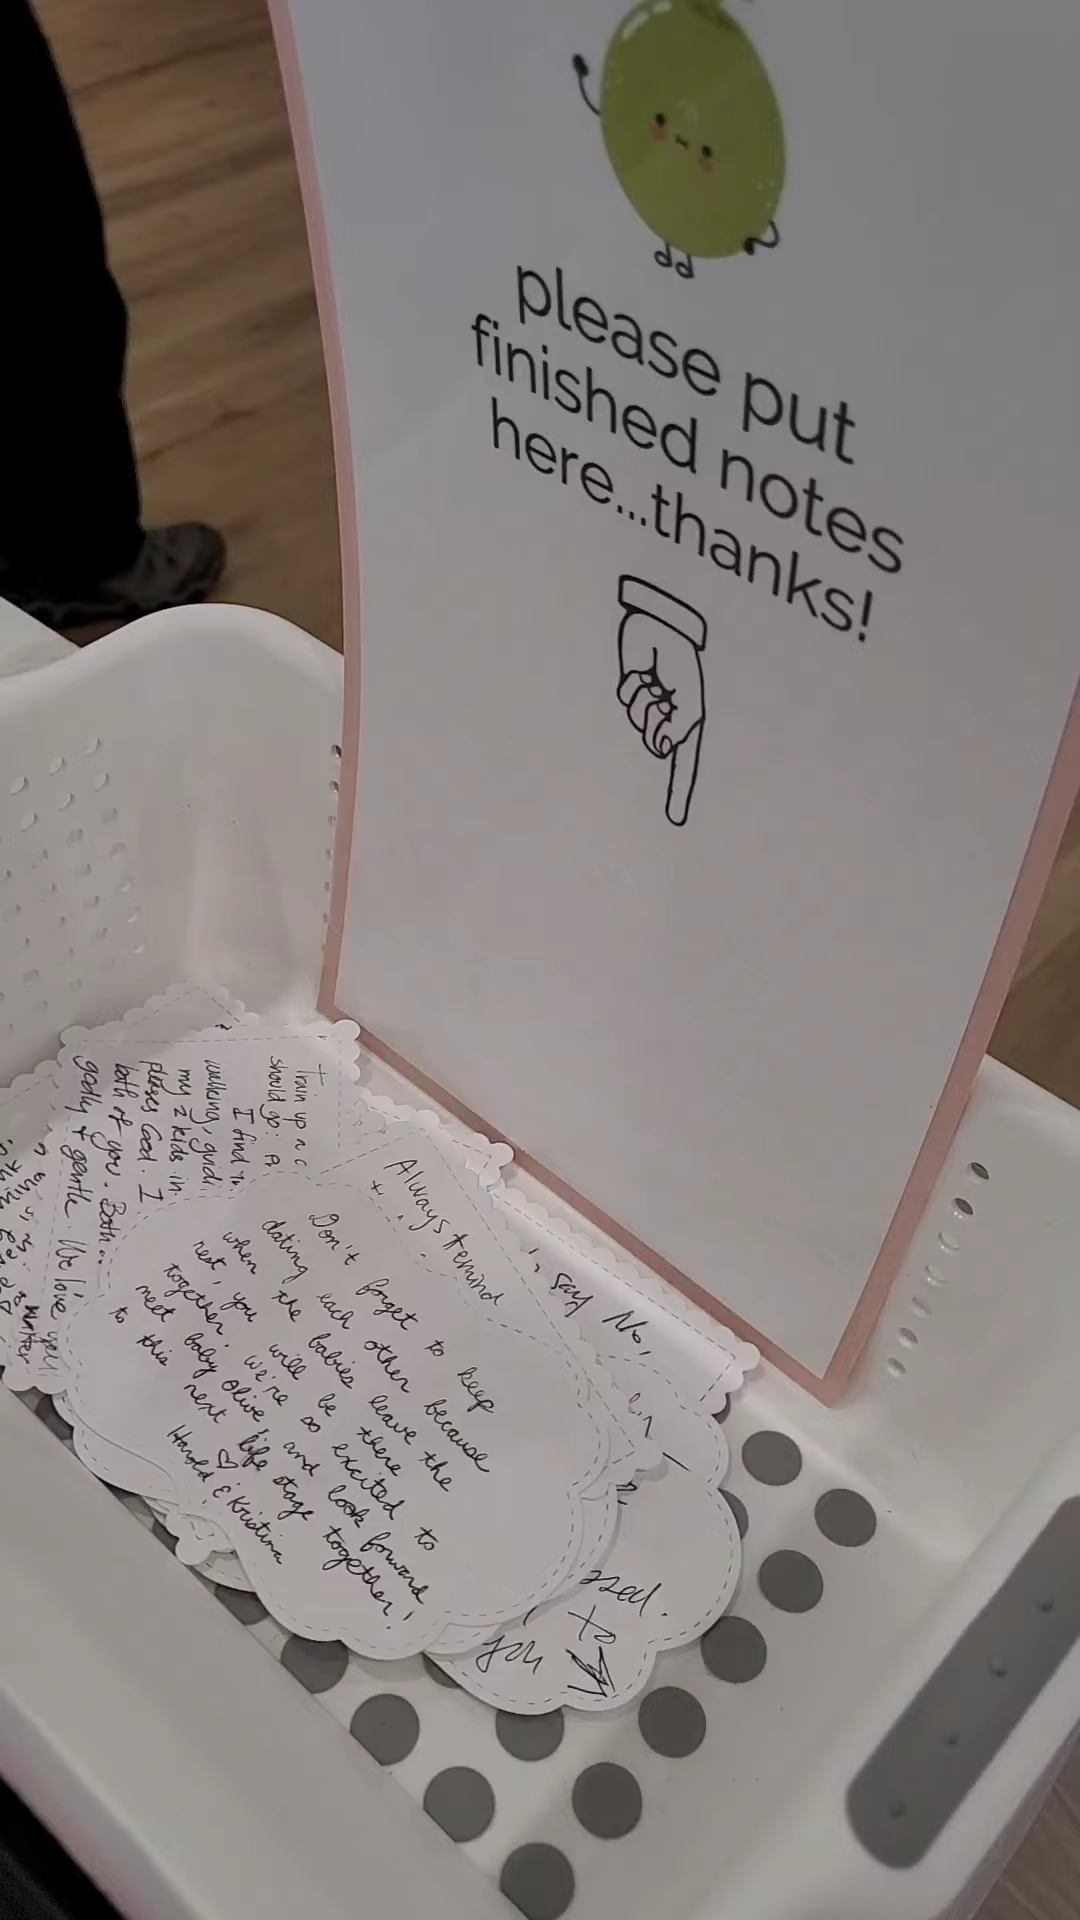 please put
finished notes
here...thanks!
Train up a c
should go: A
I find
walking, guidi
my 2 kids in
pleases God. I
both of you. Both
godly & gentle. We love you
Always remind
Don't forget to keep
dating each other because
when the babies leave the
nest, you will be there
together. We're so excited to
meet baby olive, and look forward
to this next life stage together!
♡
Harold & Kristina
say No,
you